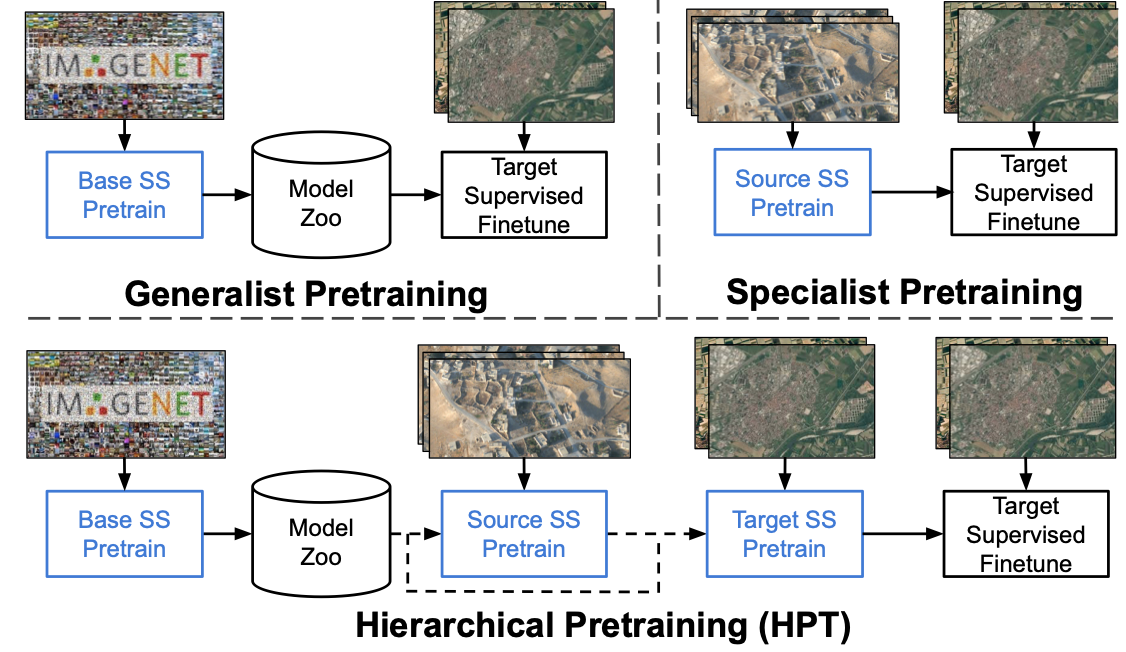 IMAGENET
Base SS
Pretrain
Model
Zoo
Target
Supervised
Finetune
Generalist Pretraining
Source SS
Pretrain
Target
Supervised
Finetune
Specialist Pretraining
IMAGENET
Base SS
Pretrain
Model
Zoo
Source SS
Pretrain
Target SS
Pretrain
Target
Supervised
Finetune
Hierarchical Pretraining (HPT)